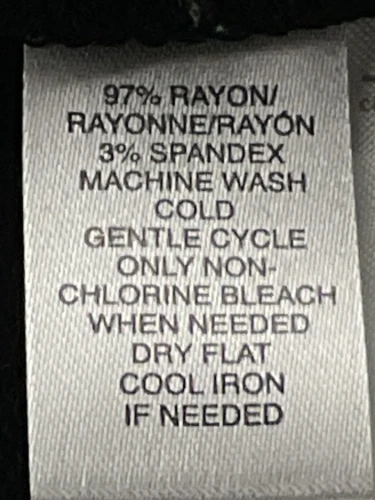 97% RAYON/
RAYONNE/RAYÓN
3% SPANDEX
MACHINE WASH
COLD
GENTLE CYCLE
ONLY NON-
CHLORINE BLEACH
WHEN NEEDED
DRY FLAT
COOL IRON
IF NEEDED